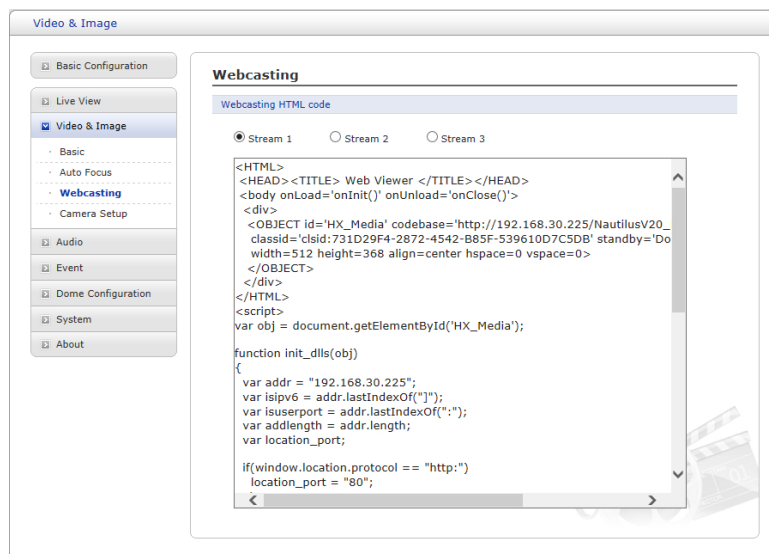 Video & Image
Basic Configuration
Live View
Video & Image
Basic
Auto Focus
Webcasting
Camera Setup
Audio
Event
Dome Configuration
System
About
Webcasting
Webcasting HTML code
Stream 1 Stream 2 Stream 3
<HTML>
<HEAD><TITLE> Web Viewer </TITLE></HEAD>
<body onLoad='onInit()' onUnload='onClose()'>
<div>
<OBJECT id='HX_Media' codebase='http://192.168.30.225/NautilusV20_
classid='clsid:731D29F4-2872-4542-B85F-539610D7C5DB' standby='Do
width=512 height=368 align=center hspace=0 vspace=0>
</OBJECT>
</div>
</HTML>
<script>
var obj = document.getElementById('HX_Media');
function init_dlls(obj)
{
var addr = "192.168.30.225";
var isipv6 = addr.lastIndexOf("]");
var isuserport = addr.lastIndexOf(":");
var addlength = addr.length;
var location_port;
if(window.location.protocol == "http:")
location_port = "80";